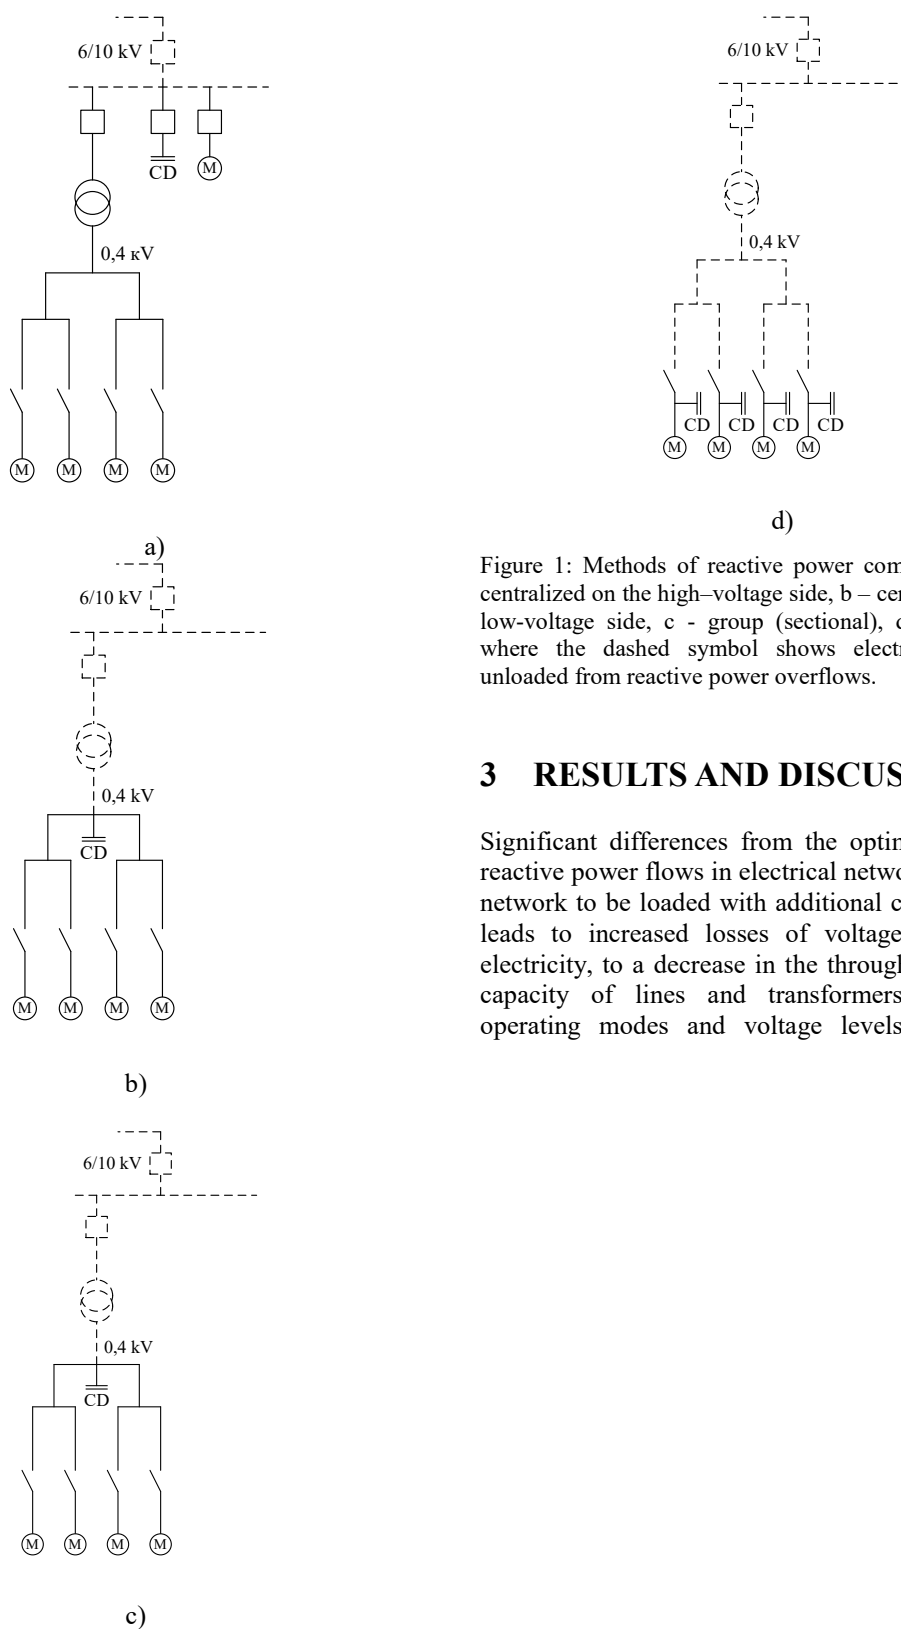 6/10 kV
CD
M
0,4 кV
M
M
M
M
a)
6/10 kV
0,4 kV
CD
M
M
M
M
b)
6/10 kV
0,4 kV
CD
M
M
M
M
c)
6/10 kV
0,4 kV
CD
CD
CD
CD
M
M
M
M
d)
Figure 1: Methods of reactive power com
centralized on the high–voltage side, b – cen
low-voltage side, c - group (sectional),
where the dashed symbol shows electr
unloaded from reactive power overflows.
3 RESULTS AND DISCUS
Significant differences from the optin
reactive power flows in electrical netwo
network to be loaded with additional c
leads to increased losses of voltage
electricity, to a decrease in the through
capacity of lines and transformers
operating modes and voltage levels